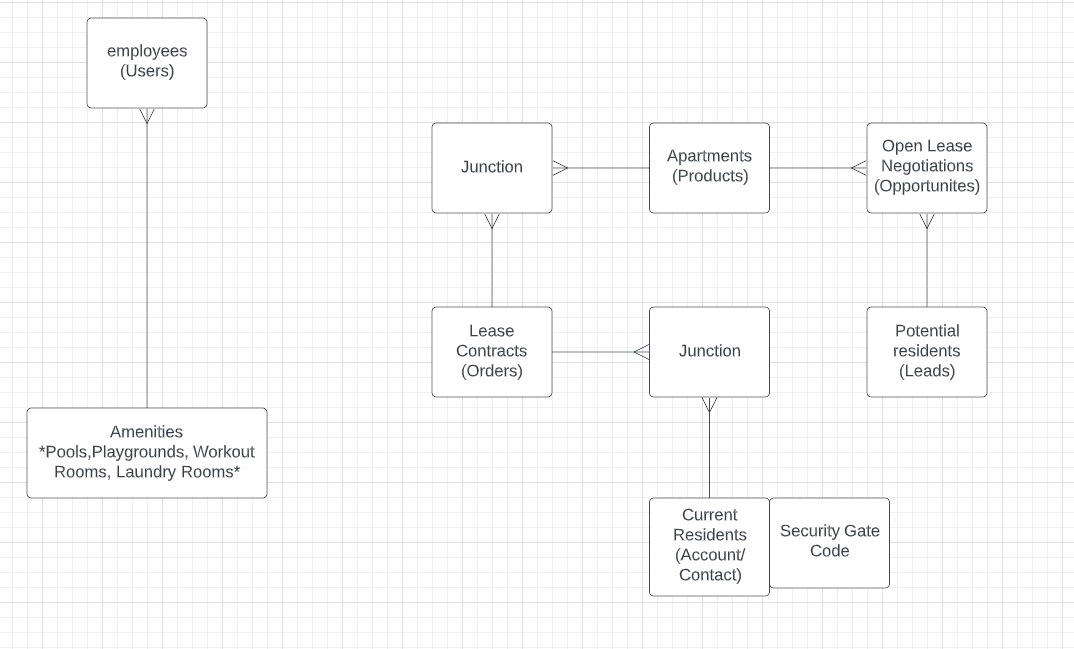 employees
(Users)
Junction
Apartments
(Products)
Open Lease
Negotiations
(Opportunites)
Lease
Contracts
(Orders)
Junction
Potential
residents
(Leads)
Amenities
*Pools,Playgrounds, Workout
Rooms, Laundry Rooms*
Current
Residents
(Account/
Contact)
Security Gate
Code